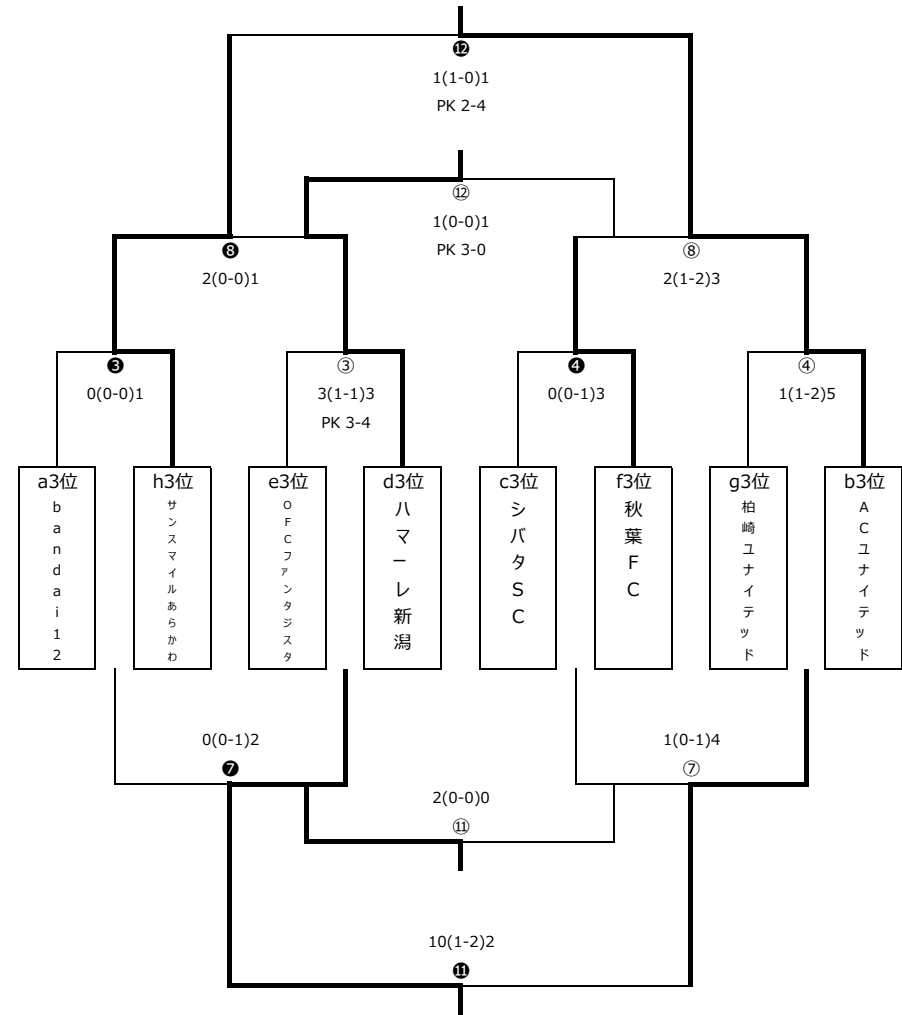 ⓬
1(1-0)1
PK 2-4
⑫
1(0-0)1
PK 3-0
❽
2(0-0)1
⑧
2(1-2)3
❸
0(0-0)1
③
3(1-1)3
PK 3-4
❹
0(0-1)3
④
1(1-2)5
a3位
bandai12
h3位
サンスマイルあらかわ
e3位
OFCファンタジスタ
d3位
ハマーレ新潟
c3位
シバタSC
f3位
秋葉FC
g3位
柏崎ユナイテッド
b3位
ACユナイテッド
0(0-1)2
❼
1(0-1)4
⑦
2(0-0)0
⑪
10(1-2)2
⓫